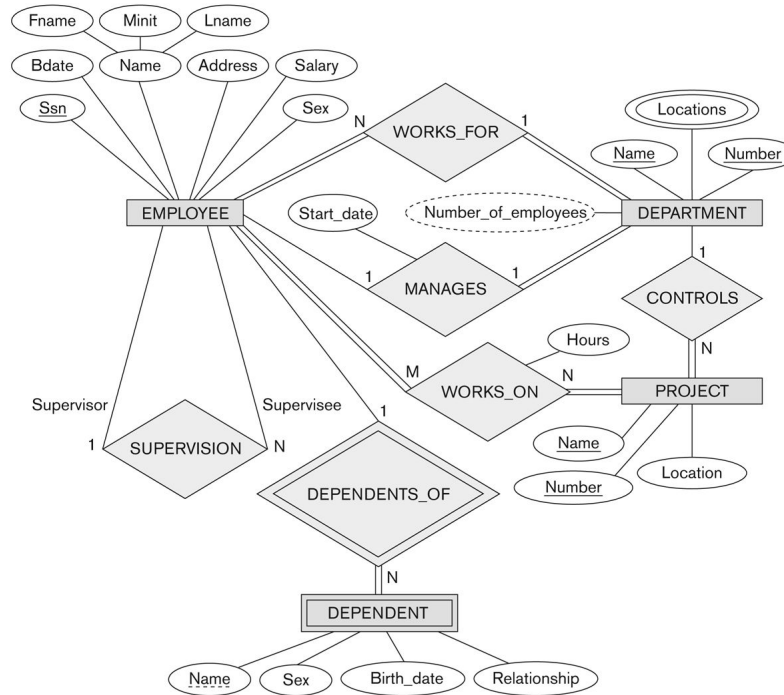 Fname
Minit
Lname
Bdate
Name
Address
Salary
Ssn
Sex
N
WORKS_FOR
1
Locations
Name
Number
EMPLOYEE
Start_date
Number_of_employees
DEPARTMENT
1
MANAGES
1
1
CONTROLS
N
Hours
M
WORKS_ON
N
PROJECT
Supervisor
Supervisee
1
SUPERVISION
N
1
Name
Number
Location
DEPENDENTS_OF
N
DEPENDENT
Name
Sex
Birth_date
Relationship